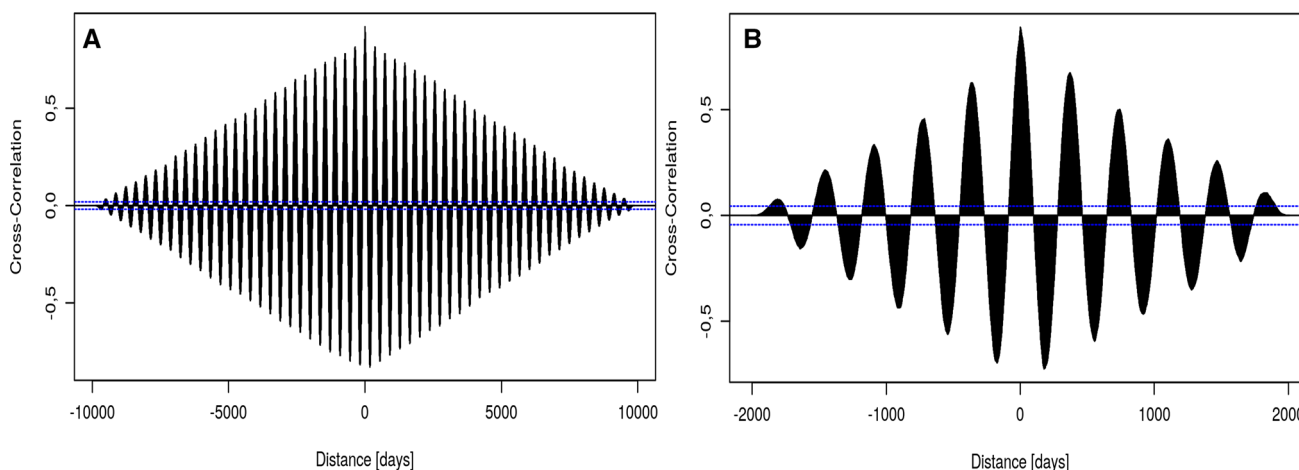 A
Cross-Correlation
0,5
0,0
-0,5
-10000 -5000 0 5000 10000
Distance [days]
B
Cross-Correlation
0,5
0,0
-0,5
-2000 -1000 0 1000 2000
Distance [days]